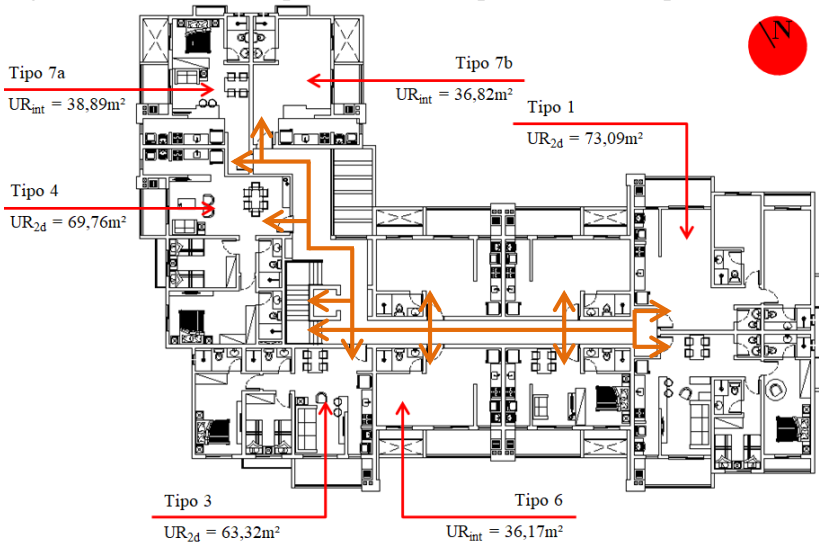 N
Tipo 7a
URint = 38,89m²
Tipo 7b
URint = 36,82m²
Tipo 1
UR2d = 73,09m²
Tipo 4
UR2d = 69,76m²
Tipo 3
UR2d = 63,32m²
Tipo 6
URint = 36,17m²